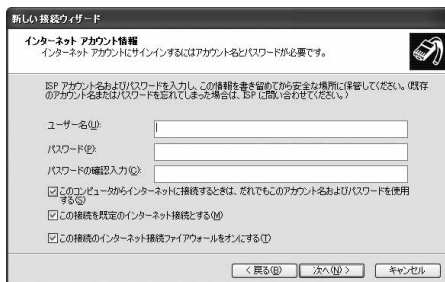 新しい接続ウィザード
インターネット アカウント情報
インターネット アカウントにサインインするにはアカウント名とパスワードが必要です。
ISP アカウント名およびパスワードを入力し、この情報を書き留めてから安全な場所に保管してください。(既存
のアカウント名またはパスワードを忘れてしまった場合は、ISP に問い合わせてください。)
ユーザー名(U):
パスワード(P):
パスワードの確認入力(C):
このコンピュータからインターネットに接続するときは、だれでもこのアカウント名およびパスワードを使用
する(S)
この接続を既定のインターネット接続とする(M)
この接続のインターネット接続ファイアウォールをオンにする(T)
< 戻る(B)
次へ(N) >
キャンセル